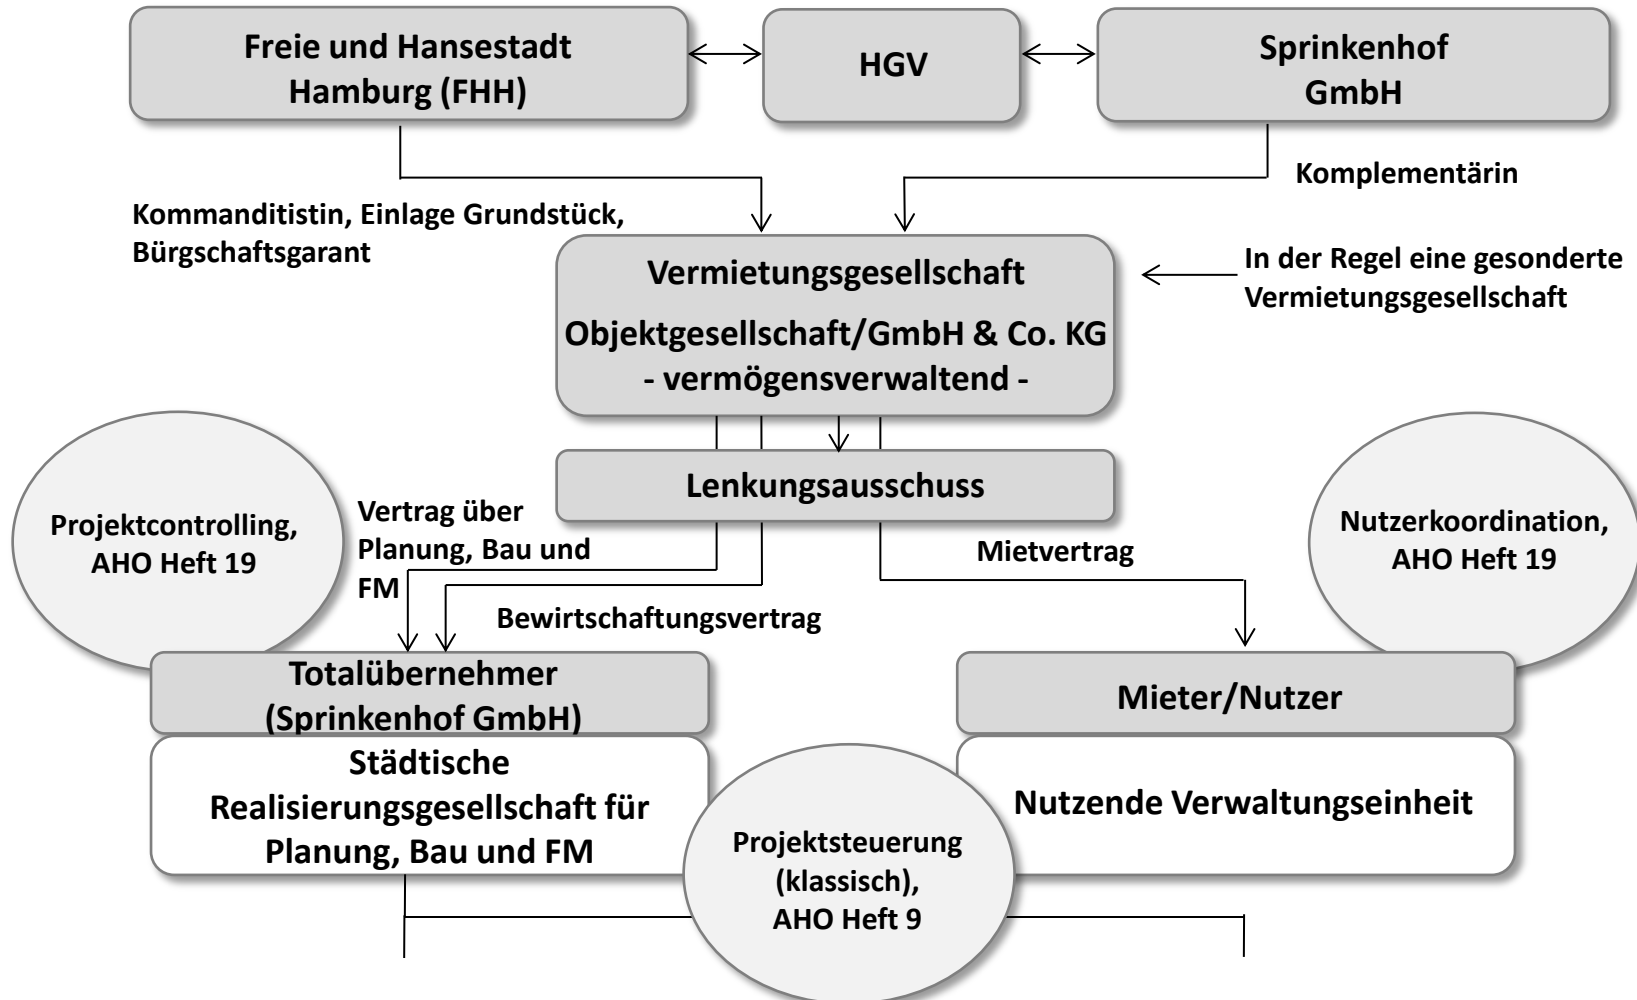 Freie und Hansestadt
Hamburg (FHH)
HGV
Sprinkenhof
GmbH
Komplementärin
Kommanditistin, Einlage Grundstück,
Bürgschaftsgarant
Vermietungsgesellschaft
Objektgesellschaft/GmbH & Co. KG
- vermögensverwaltend -
In der Regel eine gesonderte
Vermietungsgesellschaft
Lenkungsausschuss
Projektcontrolling,
AHO Heft 19
Vertrag über
Planung, Bau und
FM
Mietvertrag
Nutzerkoordination,
AHO Heft 19
Bewirtschaftungsvertrag
Totalübernehmer
(Sprinkenhof GmbH)
Städtische
Realisierungsgesellschaft für
Planung, Bau und FM
Mieter/Nutzer
Nutzende Verwaltungseinheit
Projektsteuerung
(klassisch),
AHO Heft 9